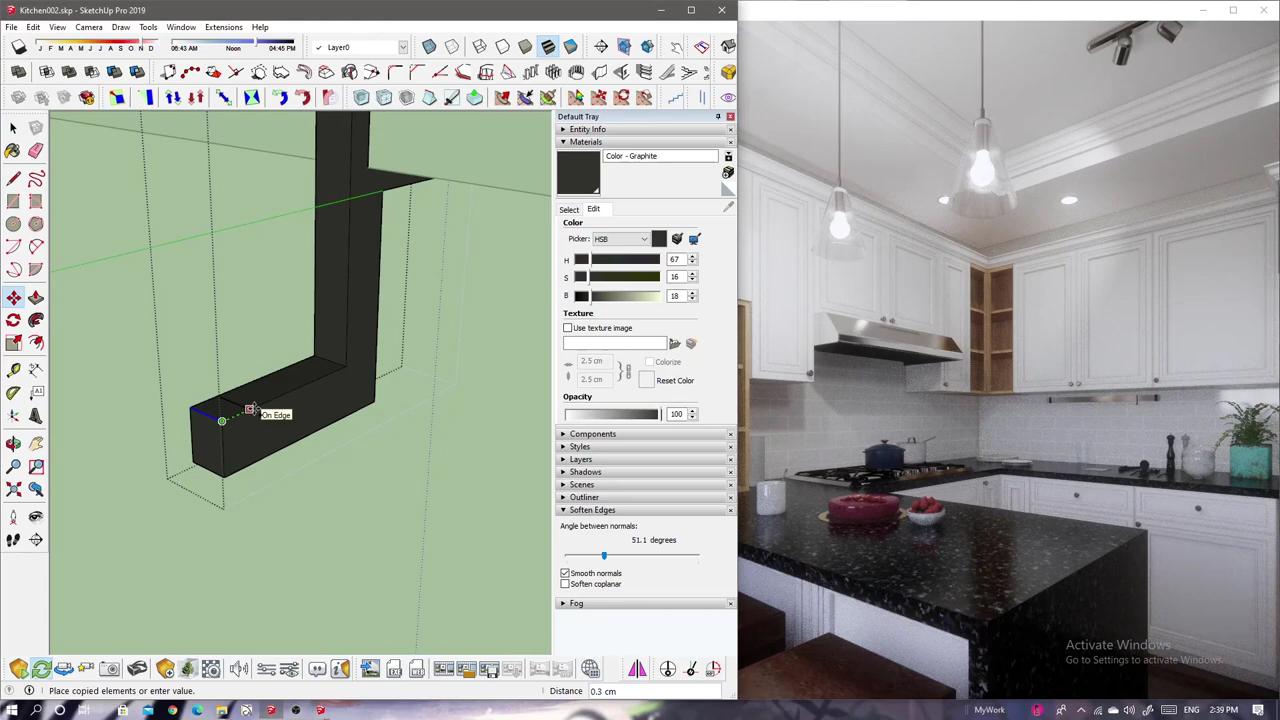 Kitchen002.skp - SketchUp Pro 2019
File Edit View Camera Draw Tools Window Extensions Help
J F M A M J J A S O N D
06:43 AM Noon 04:45 PM
Layer0
Default Tray
Entity Info
Materials
Color - Graphite
Select Edit
Color
Picker: HSB
H 67
S 16
B 18
Texture
Use texture image
2.5 cm Colorize
2.5 cm Reset Color
Opacity
100
Components
Styles
Layers
Shadows
Scenes
Outliner
Soften Edges
Angle between normals:
51.1 degrees
Smooth normals
Soften coplanar
Fog
On Edge
Place copied elements or enter value.
Distance 0.3 cm
Activate Windows
Go to Settings to activate Windows.
MyWork
ENG 2:39 PM